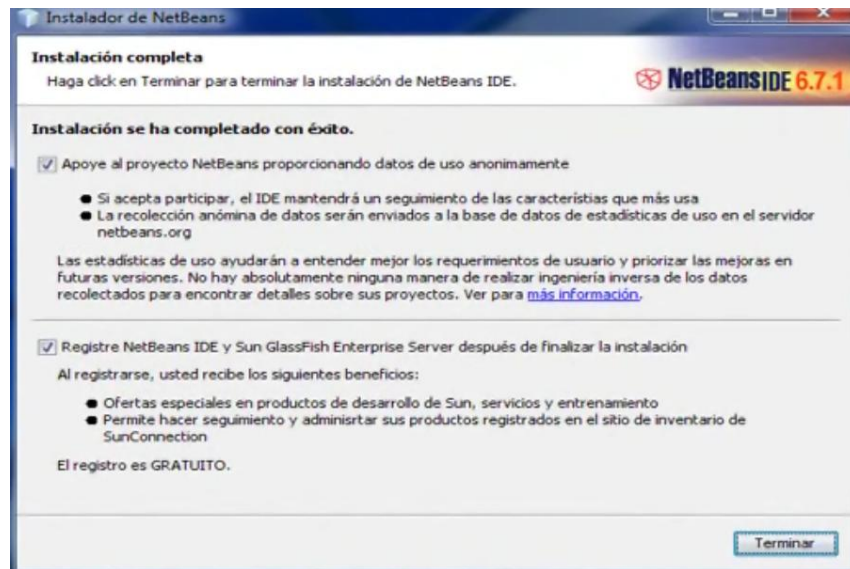 Instalador de NetBeans
Instalación completa
Haga click en Terminar para terminar la instalación de NetBeans IDE.
NetBeans IDE 6.7.1
Instalación se ha completado con éxito.
Apoye al proyecto NetBeans proporcionando datos de uso anonimamente
Si acepta participar, el IDE mantendrá un seguimiento de las característias que más usa
La recolección anómina de datos serán enviados a la base de datos de estadísticas de uso en el servidor
netbeans.org
Las estadísticas de uso ayudarán a entender mejor los requerimientos de usuario y priorizar las mejoras en
futuras versiones. No hay absolutamente ninguna manera de realizar ingeniería inversa de los datos
recolectados para encontrar detalles sobre sus proyectos. Ver para más información.
Registre NetBeans IDE y Sun GlassFish Enterprise Server después de finalizar la instalación
Al registrarse, usted recibe los siguientes beneficios:
Ofertas especiales en productos de desarrollo de Sun, servicios y entrenamiento
Permite hacer seguimiento y adminisrtar sus productos registrados en el sitio de inventario de
SunConnection
El registro es GRATUITO.
Terminar